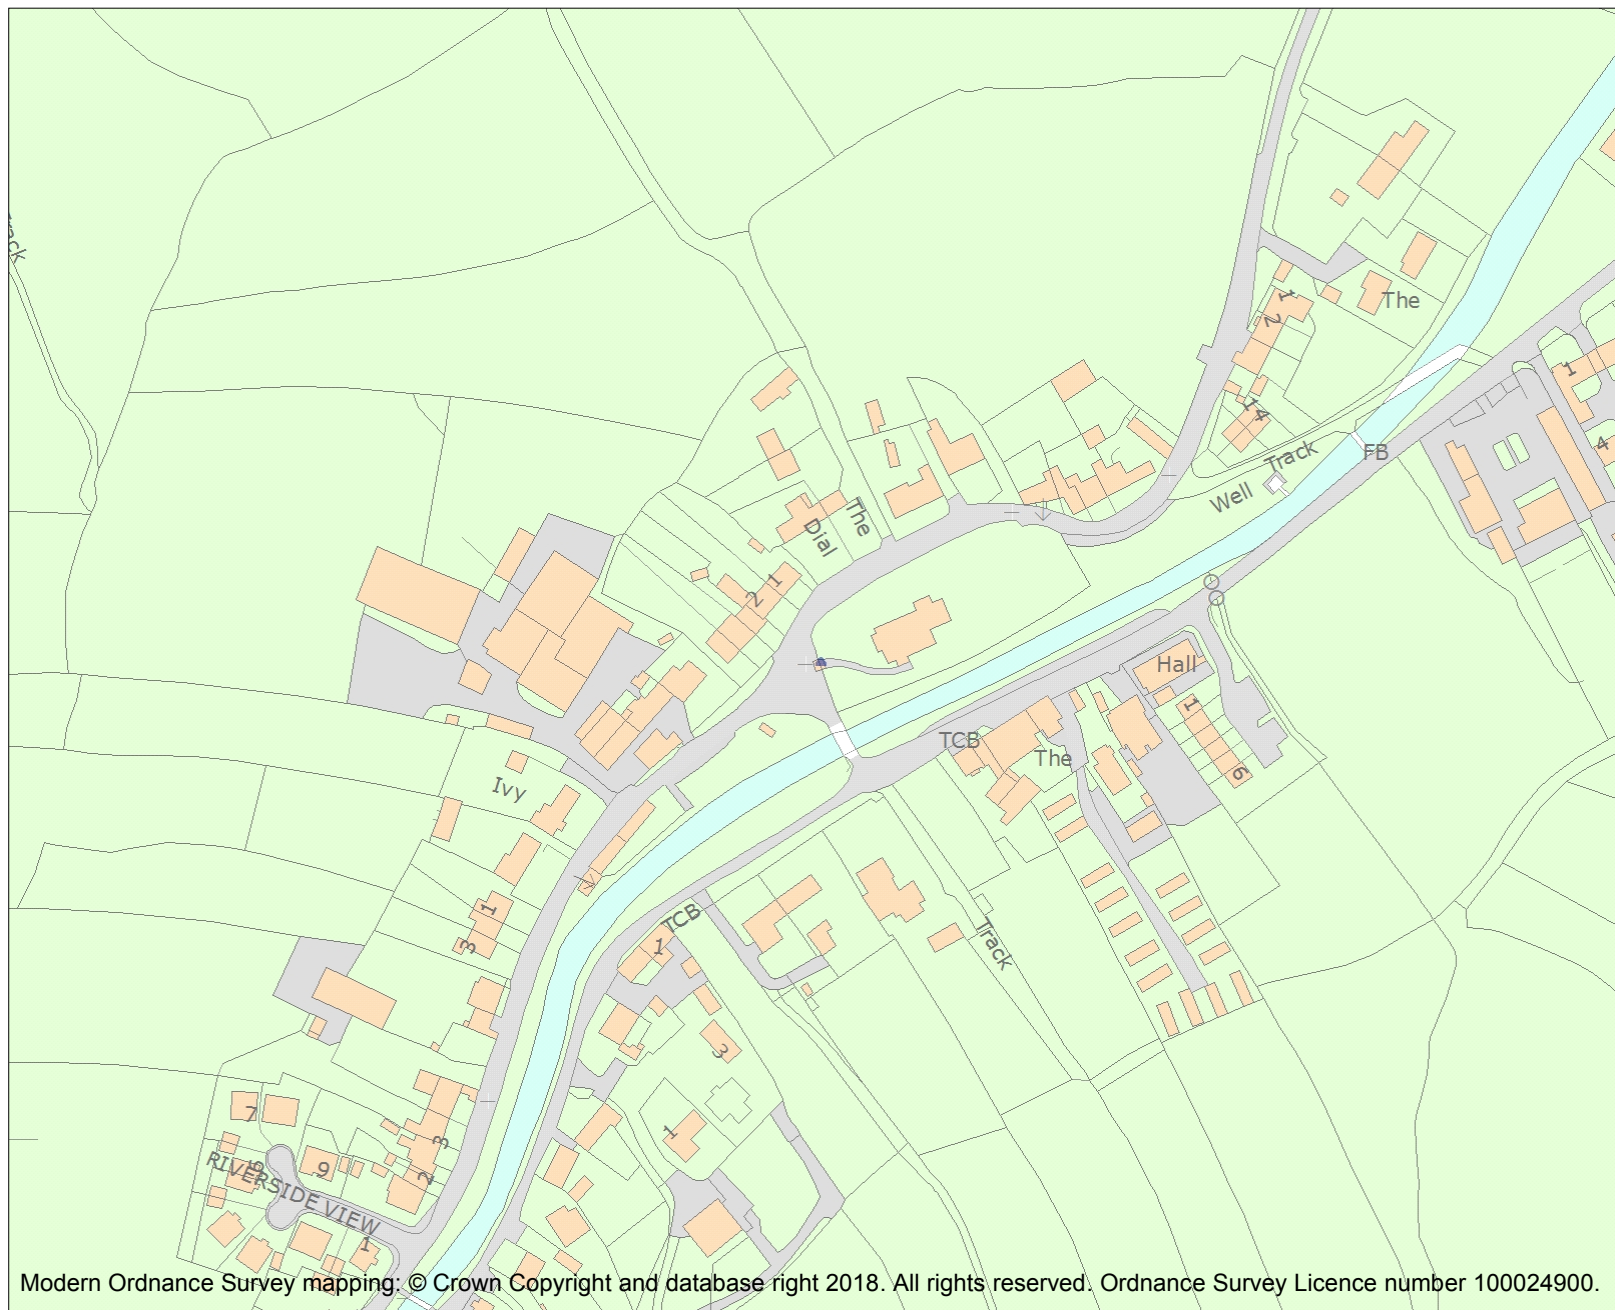 1
2
The
14
1
4
Track
FB
Well
The
Dial
1
2
Hall
1
TCB
The
6
Ivy
1
3
TCB
1
Track
3
1
3
2
7
9
RIVERSIDE VIEW
1
Modern Ordnance Survey mapping: © Crown Copyright and database right 2018. All rights reserved. Ordnance Survey Licence number 100024900.